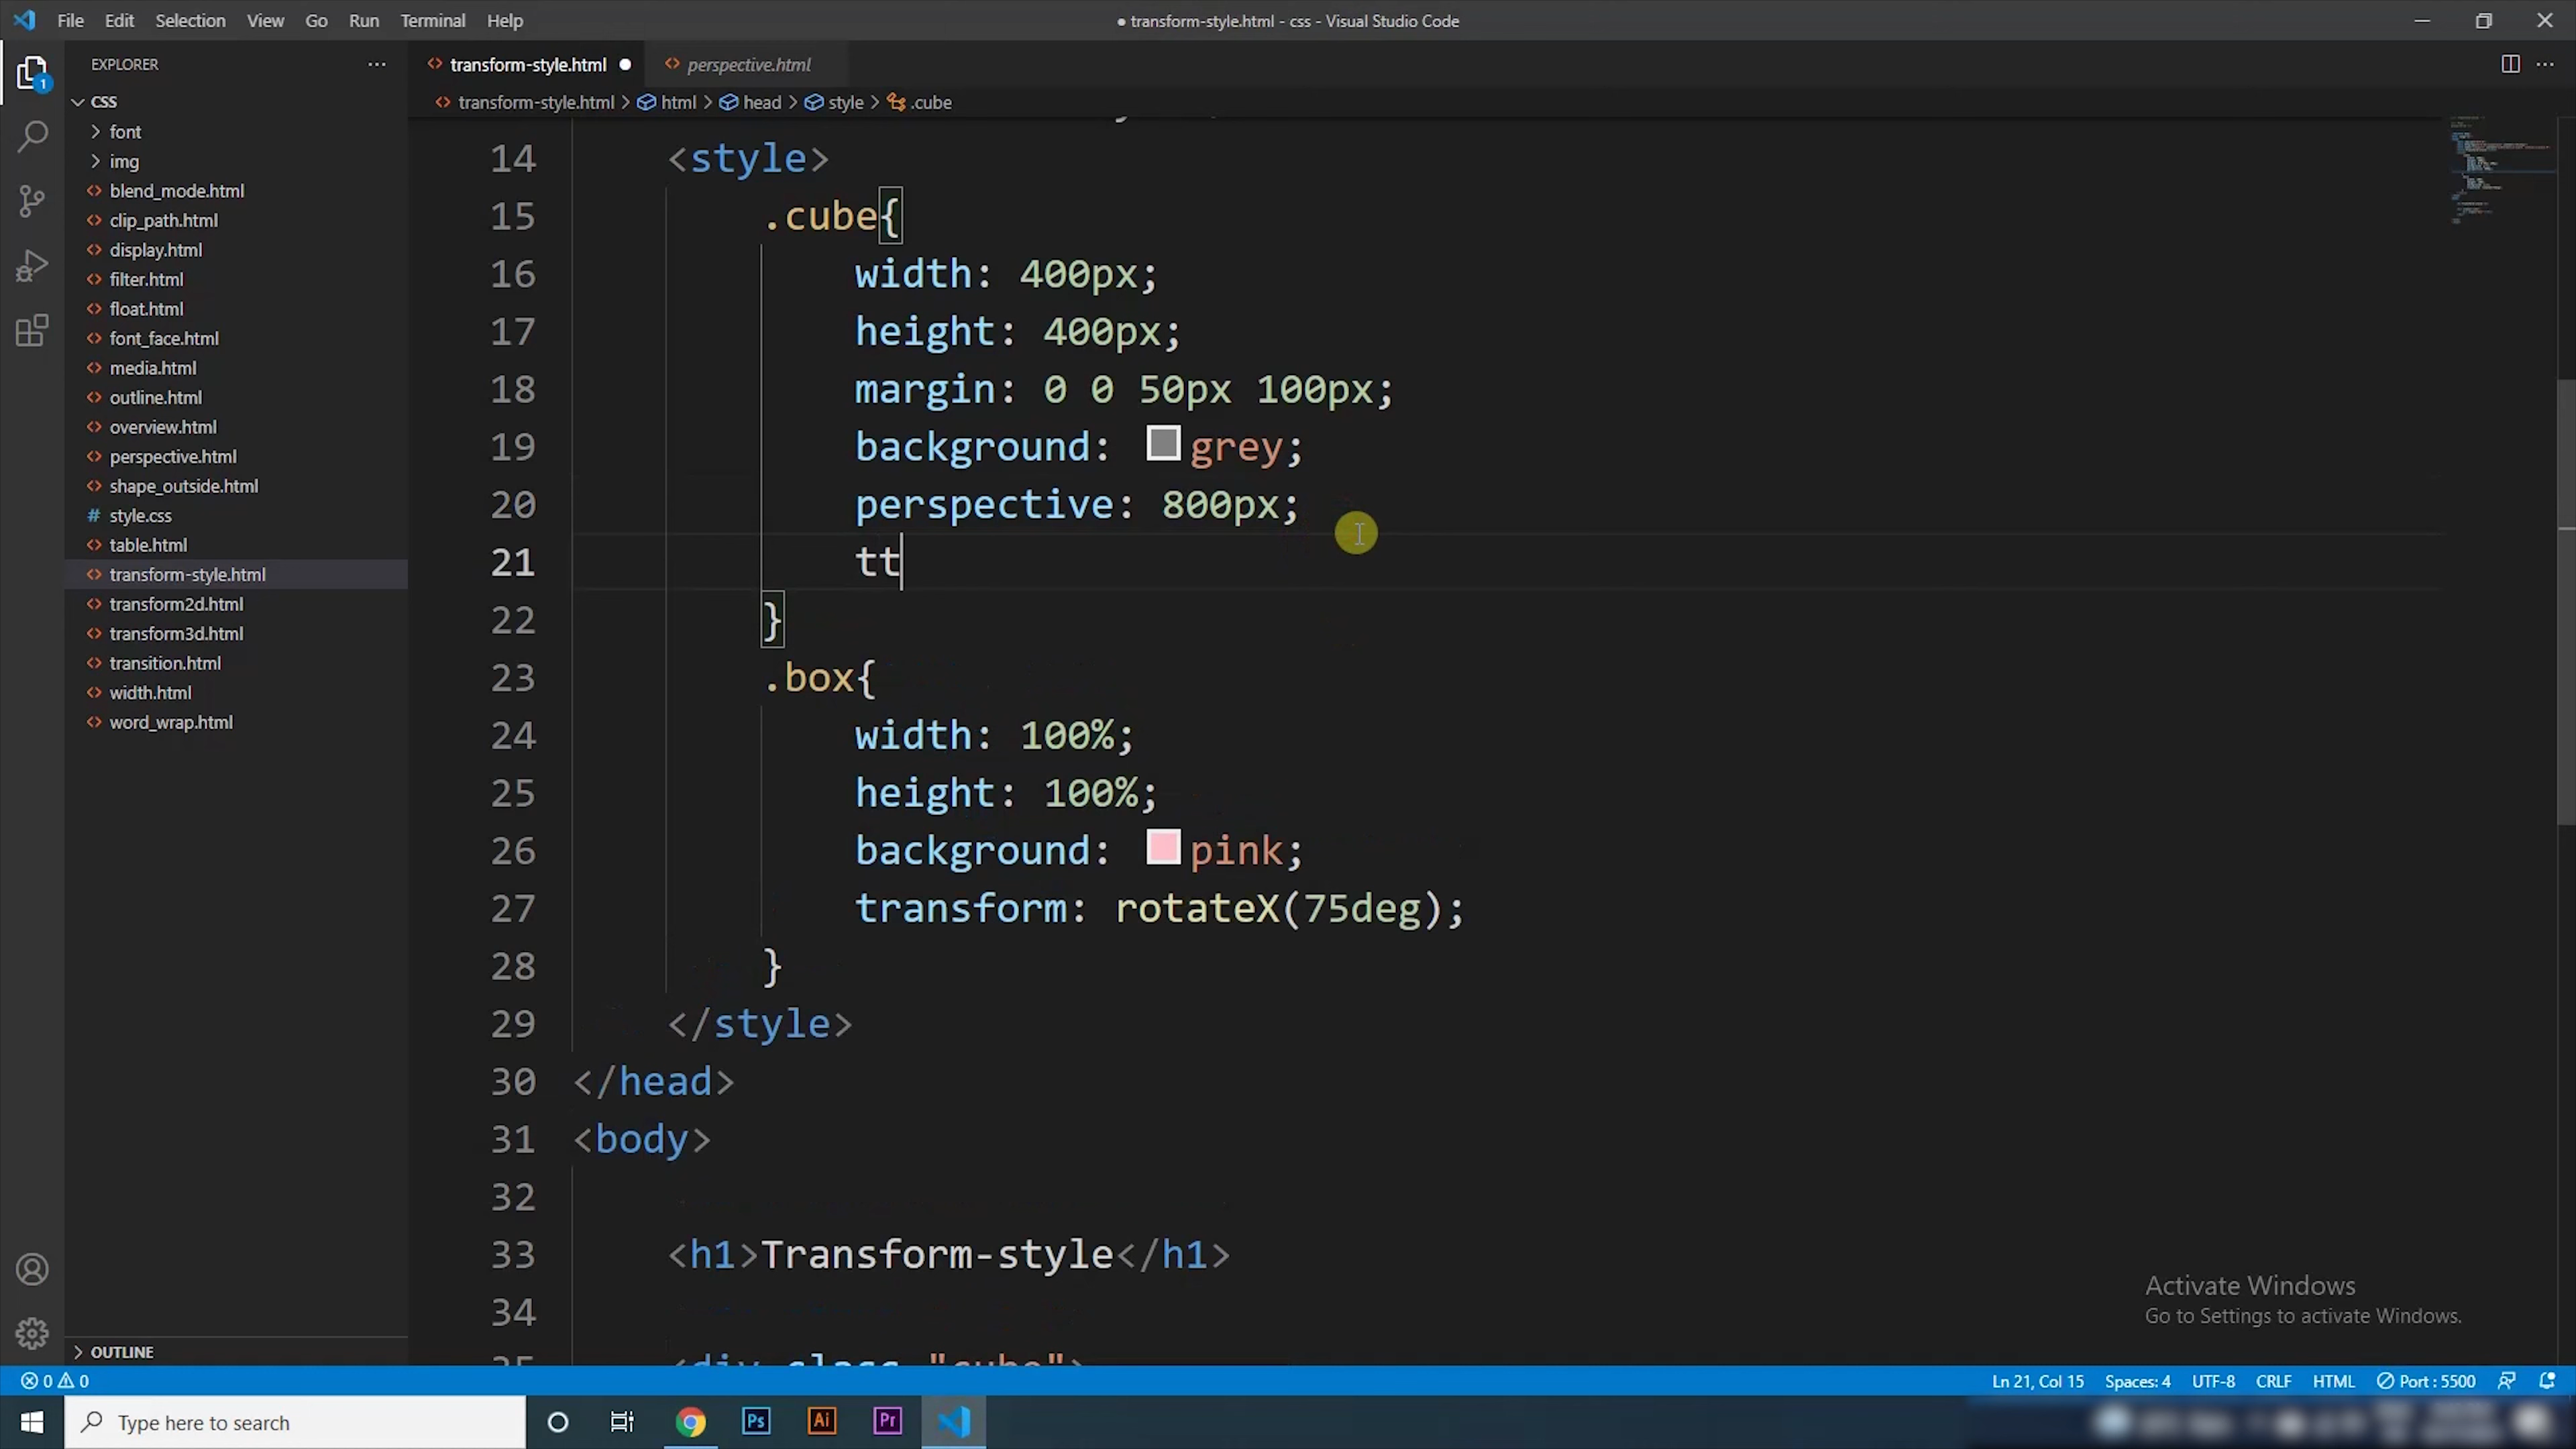 File Edit Selection View Go Run Terminal Help
● transform-style.html - css - Visual Studio Code
EXPLORER
CSS
font
img
blend_mode.html
clip_path.html
display.html
filter.html
float.html
font_face.html
media.html
outline.html
overview.html
perspective.html
shape_outside.html
# style.css
table.html
transform-style.html
transform2d.html
transform3d.html
transition.html
width.html
word_wrap.html
OUTLINE
1
transform-style.html ●
perspective.html
transform-style.html > html > head > style > .cube
14 <style>
15 .cube{
16 width: 400px;
17 height: 400px;
18 margin: 0 0 50px 100px;
19 background: grey;
20 perspective: 800px;
21 tt
22 }
23 .box{
24 width: 100%;
25 height: 100%;
26 background: pink;
27 transform: rotateX(75deg);
28 }
29 </style>
30 </head>
31 <body>
32
33 <h1>Transform-style</h1>
34
Activate Windows
Go to Settings to activate Windows.
0 0
Ln 21, Col 15 Spaces: 4 UTF-8 CRLF HTML Port : 5500
Type here to search
Ps Ai Pr